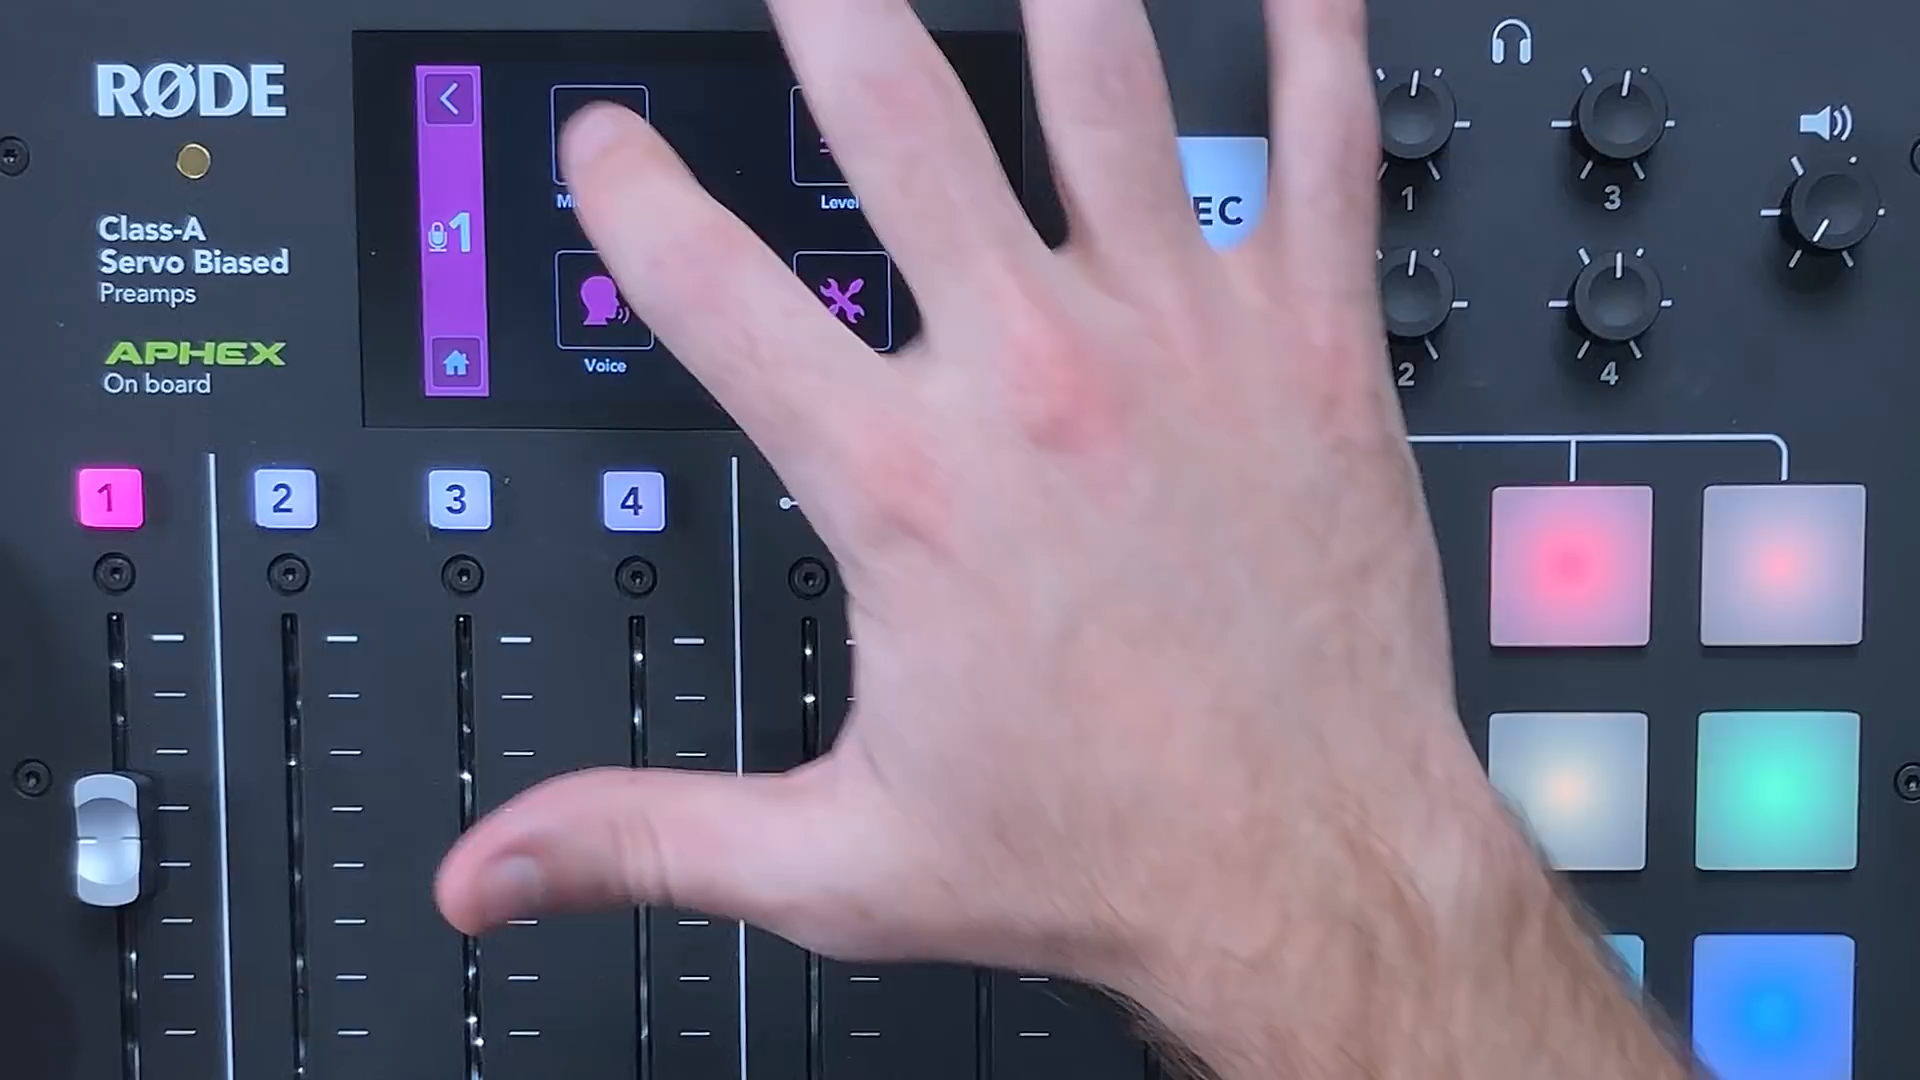 RØDE
Class-A
Servo Biased
Preamps
APHEX
On board
1
Level
Voice
1
2
3
4
1
3
2
4